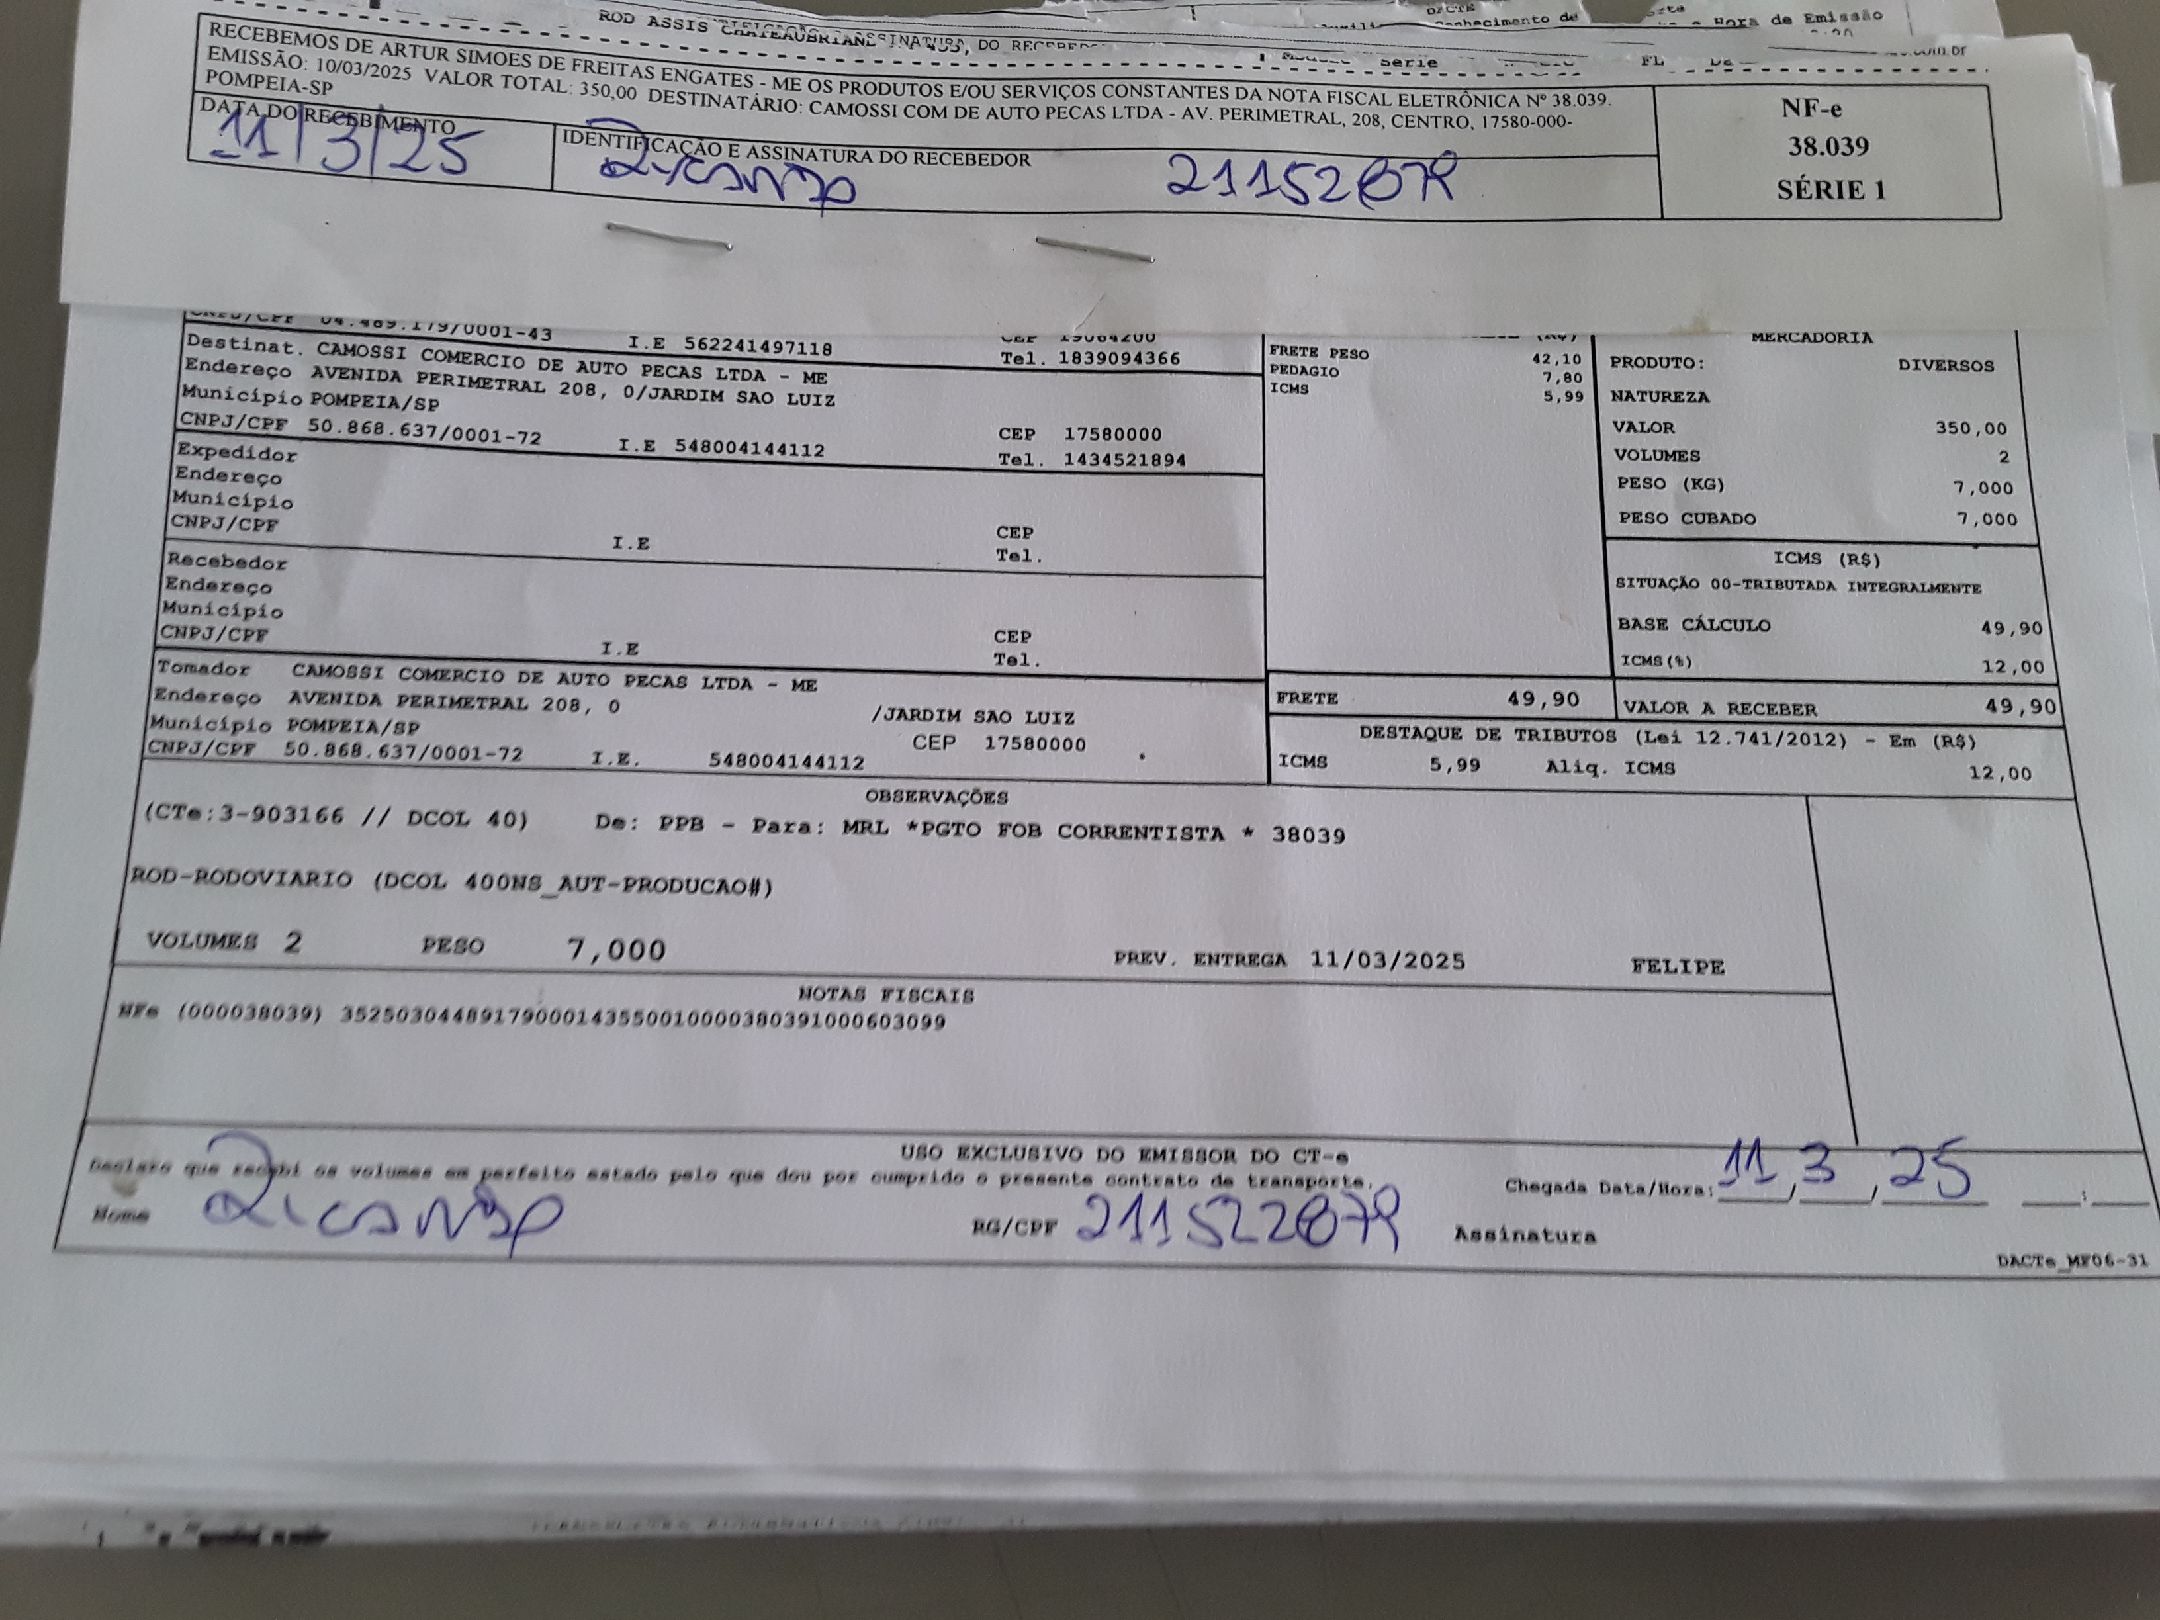 ROD ASSIS CHATEAUBRIAND
Hora de Emissão
Série
FL
RECEBEMOS DE ARTUR SIMOES DE FREITAS ENGATES - ME OS PRODUTOS E/OU SERVIÇOS CONSTANTES DA NOTA FISCAL ELETRÔNICA Nº 38.039.
EMISSÃO: 10/03/2025 VALOR TOTAL: 350,00 DESTINATÁRIO: CAMOSSI COM DE AUTO PECAS LTDA - AV. PERIMETRAL, 208, CENTRO, 17580-000-
POMPEIA-SP
NF-e
38.039
SÉRIE 1
DATA DO RECEBIMENTO
11/3/25
IDENTIFICAÇÃO E ASSINATURA DO RECEBEDOR
CNPJ/CPF 04.489.179/0001-43 I.E 562241497118 CEP 19064200
Tel. 1839094366
Destinat. CAMOSSI COMERCIO DE AUTO PECAS LTDA - ME
Endereço AVENIDA PERIMETRAL 208, 0/JARDIM SAO LUIZ
Município POMPEIA/SP CEP 17580000
CNPJ/CPF 50.868.637/0001-72 I.E 548004144112 Tel. 1434521894
Expedidor
Endereço
Município CEP
CNPJ/CPF I.E Tel.
Recebedor
Endereço
Município CEP
CNPJ/CPF I.E Tel.
Tomador CAMOSSI COMERCIO DE AUTO PECAS LTDA - ME
Endereço AVENIDA PERIMETRAL 208, 0 /JARDIM SAO LUIZ
Município POMPEIA/SP CEP 17580000
CNPJ/CPF 50.868.637/0001-72 I.E. 548004144112
(R$)
FRETE PESO 42,10
PEDAGIO 7,80
ICMS 5,99
FRETE 49,90
MERCADORIA
PRODUTO: DIVERSOS
NATUREZA
VALOR 350,00
VOLUMES 2
PESO (KG) 7,000
PESO CUBADO 7,000
ICMS (R$)
SITUAÇÃO 00-TRIBUTADA INTEGRALMENTE
BASE CÁLCULO 49,90
ICMS(%) 12,00
VALOR A RECEBER 49,90
DESTAQUE DE TRIBUTOS (Lei 12.741/2012) - Em (R$)
ICMS 5,99 Aliq. ICMS 12,00
OBSERVAÇÕES
(CTe:3-903166 // DCOL 40) De: PPB - Para: MRL *PGTO FOB CORRENTISTA * 38039
ROD-RODOVIARIO (DCOL 400NS_AUT-PRODUCAO#)
VOLUMES 2 PESO 7,000 PREV. ENTREGA 11/03/2025 FELIPE
NOTAS FISCAIS
NFe (000038039) 35250304489179000143550010000380391000603099
USO EXCLUSIVO DO EMISSOR DO CT-e
Declaro que recebi os volumes em perfeito estado pelo que dou por cumprido o presente contrato de transporte.
Chegada Data/Hora: 11/3/25 :
Nome RG/CPF Assinatura
DACTe_MF06-31